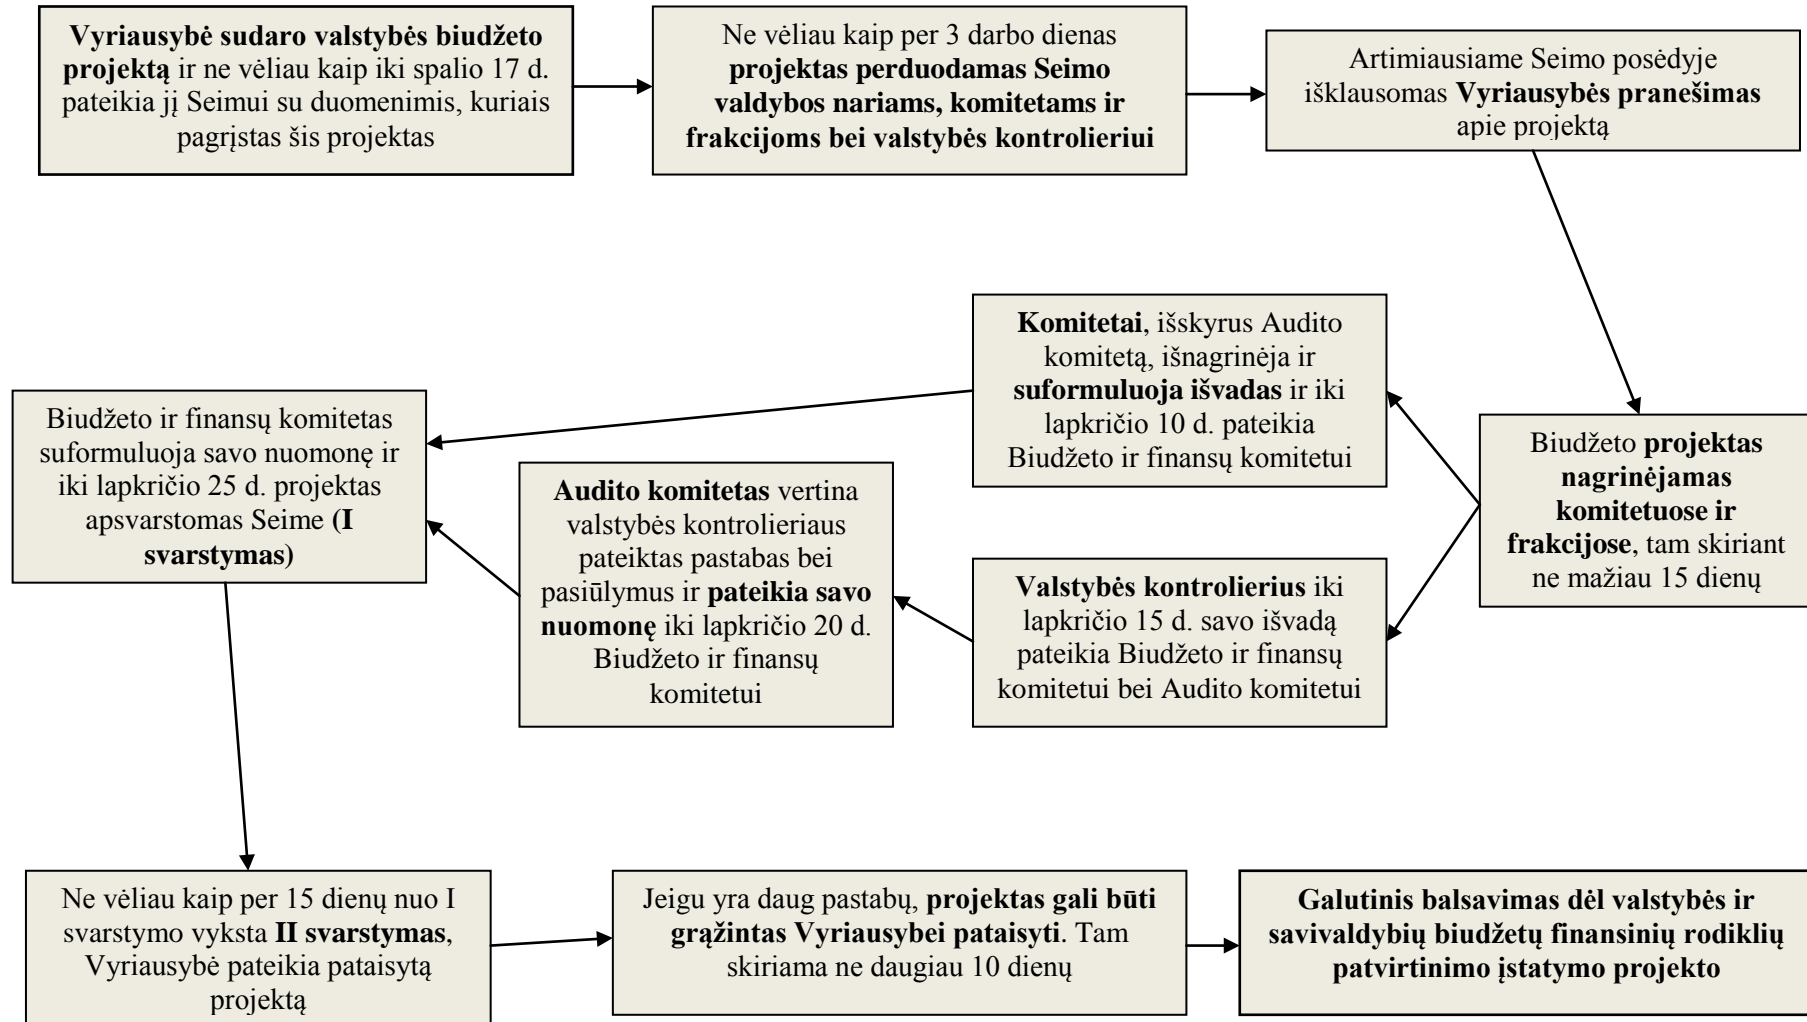 Vyriausybė sudaro valstybės biudžeto
projektą ir ne vėliau kaip iki spalio 17 d.
pateikia jį Seimui su duomenimis, kuriais
pagrįstas šis projektas
Ne vėliau kaip per 3 darbo dienas
projektas perduodamas Seimo
valdybos nariams, komitetams ir
frakcijoms bei valstybės kontrolieriui
Artimiausiame Seimo posėdyje
išklausomas Vyriausybės pranešimas
apie projektą
Biudžeto projektas
nagrinėjamas
komitetuose ir
frakcijose, tam skiriant
ne mažiau 15 dienų
Komitetai, išskyrus Audito
komitetą, išnagrinėja ir
suformuluoja išvadas ir iki
lapkričio 10 d. pateikia
Biudžeto ir finansų komitetui
Valstybės kontrolierius iki
lapkričio 15 d. savo išvadą
pateikia Biudžeto ir finansų
komitetui bei Audito komitetui
Audito komitetas vertina
valstybės kontrolieriaus
pateiktas pastabas bei
pasiūlymus ir pateikia savo
nuomonę iki lapkričio 20 d.
Biudžeto ir finansų
komitetui
Biudžeto ir finansų komitetas
suformuluoja savo nuomonę ir
iki lapkričio 25 d. projektas
apsvarstomas Seime (I
svarstymas)
Ne vėliau kaip per 15 dienų nuo I
svarstymo vyksta II svarstymas,
Vyriausybė pateikia pataisytą
projektą
Jeigu yra daug pastabų, projektas gali būti
grąžintas Vyriausybei pataisyti. Tam
skiriama ne daugiau 10 dienų
Galutinis balsavimas dėl valstybės ir
savivaldybių biudžetų finansinių rodiklių
patvirtinimo įstatymo projekto